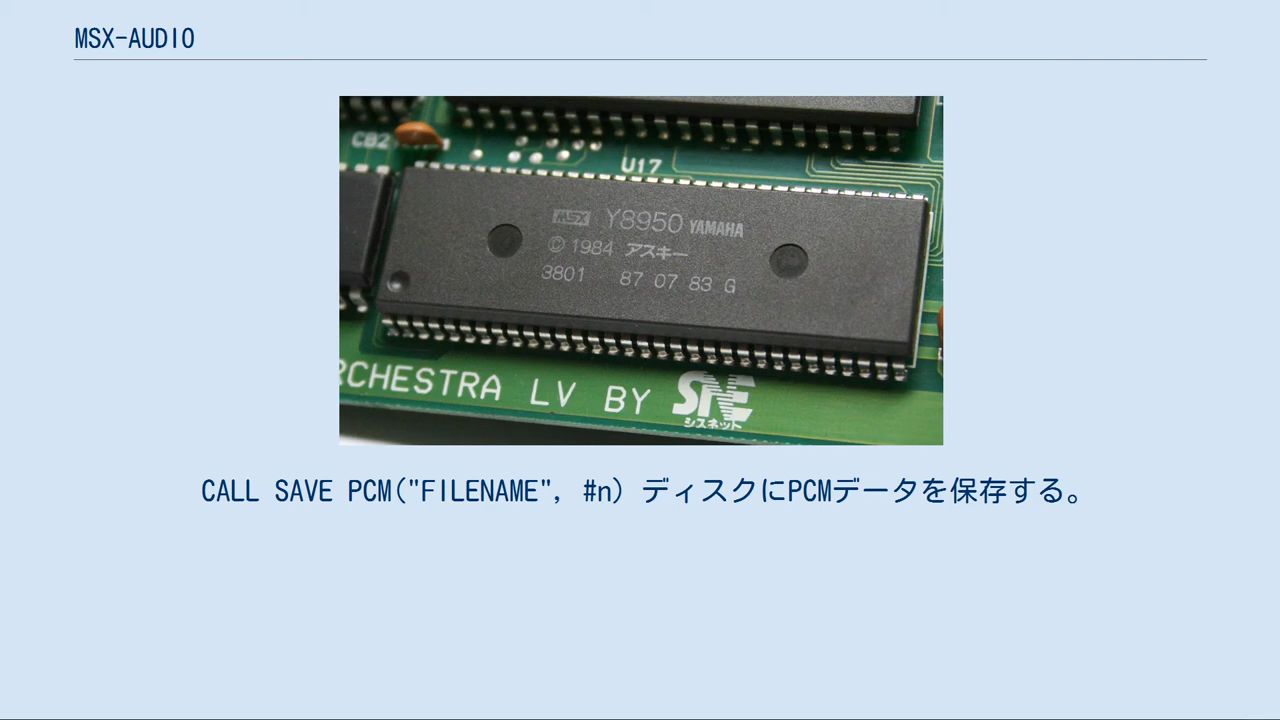 MSX-AUDIO
CB2
U17
MSX Y8950 YAMAHA
© 1984 アスキー
3801 87 07 83 G
RCHESTRA LV BY SNE
シスネット
CALL SAVE PCM("FILENAME", #n) ディスクにPCMデータを保存する。